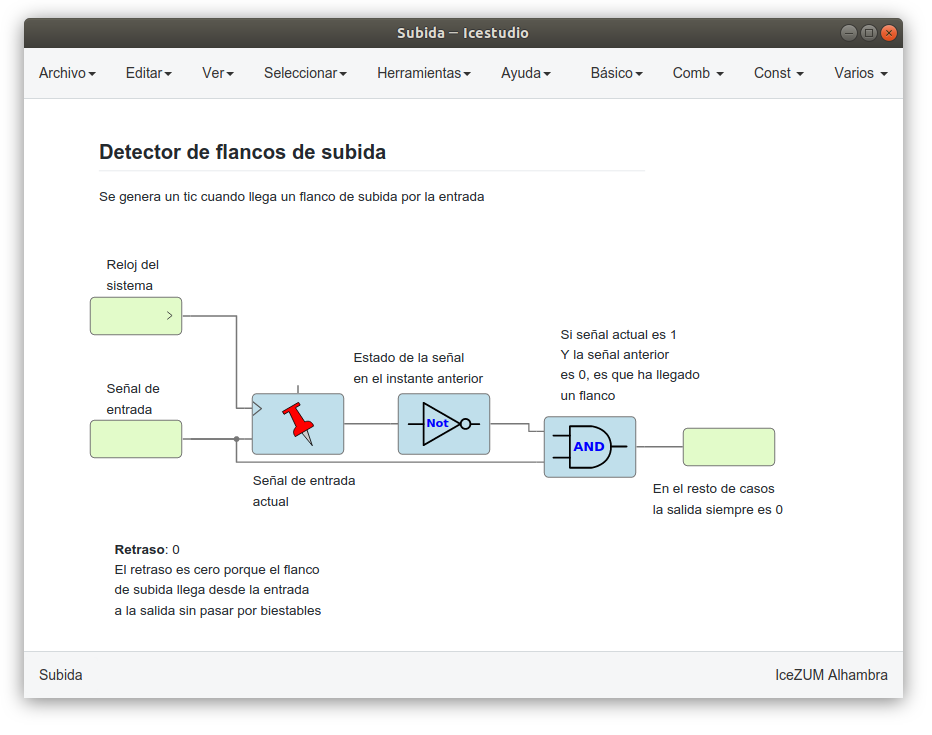 Subida — Icestudio
Archivo Editar Ver Seleccionar Herramientas Ayuda Básico Comb Const Varios
Detector de flancos de subida
Se genera un tic cuando llega un flanco de subida por la entrada
Reloj del
sistema
Señal de
entrada
Estado de la señal
en el instante anterior
Not
Si señal actual es 1
Y la señal anterior
es 0, es que ha llegado
un flanco
AND
Señal de entrada
actual
En el resto de casos
la salida siempre es 0
Retraso: 0
El retraso es cero porque el flanco
de subida llega desde la entrada
a la salida sin pasar por biestables
Subida
IceZUM Alhambra